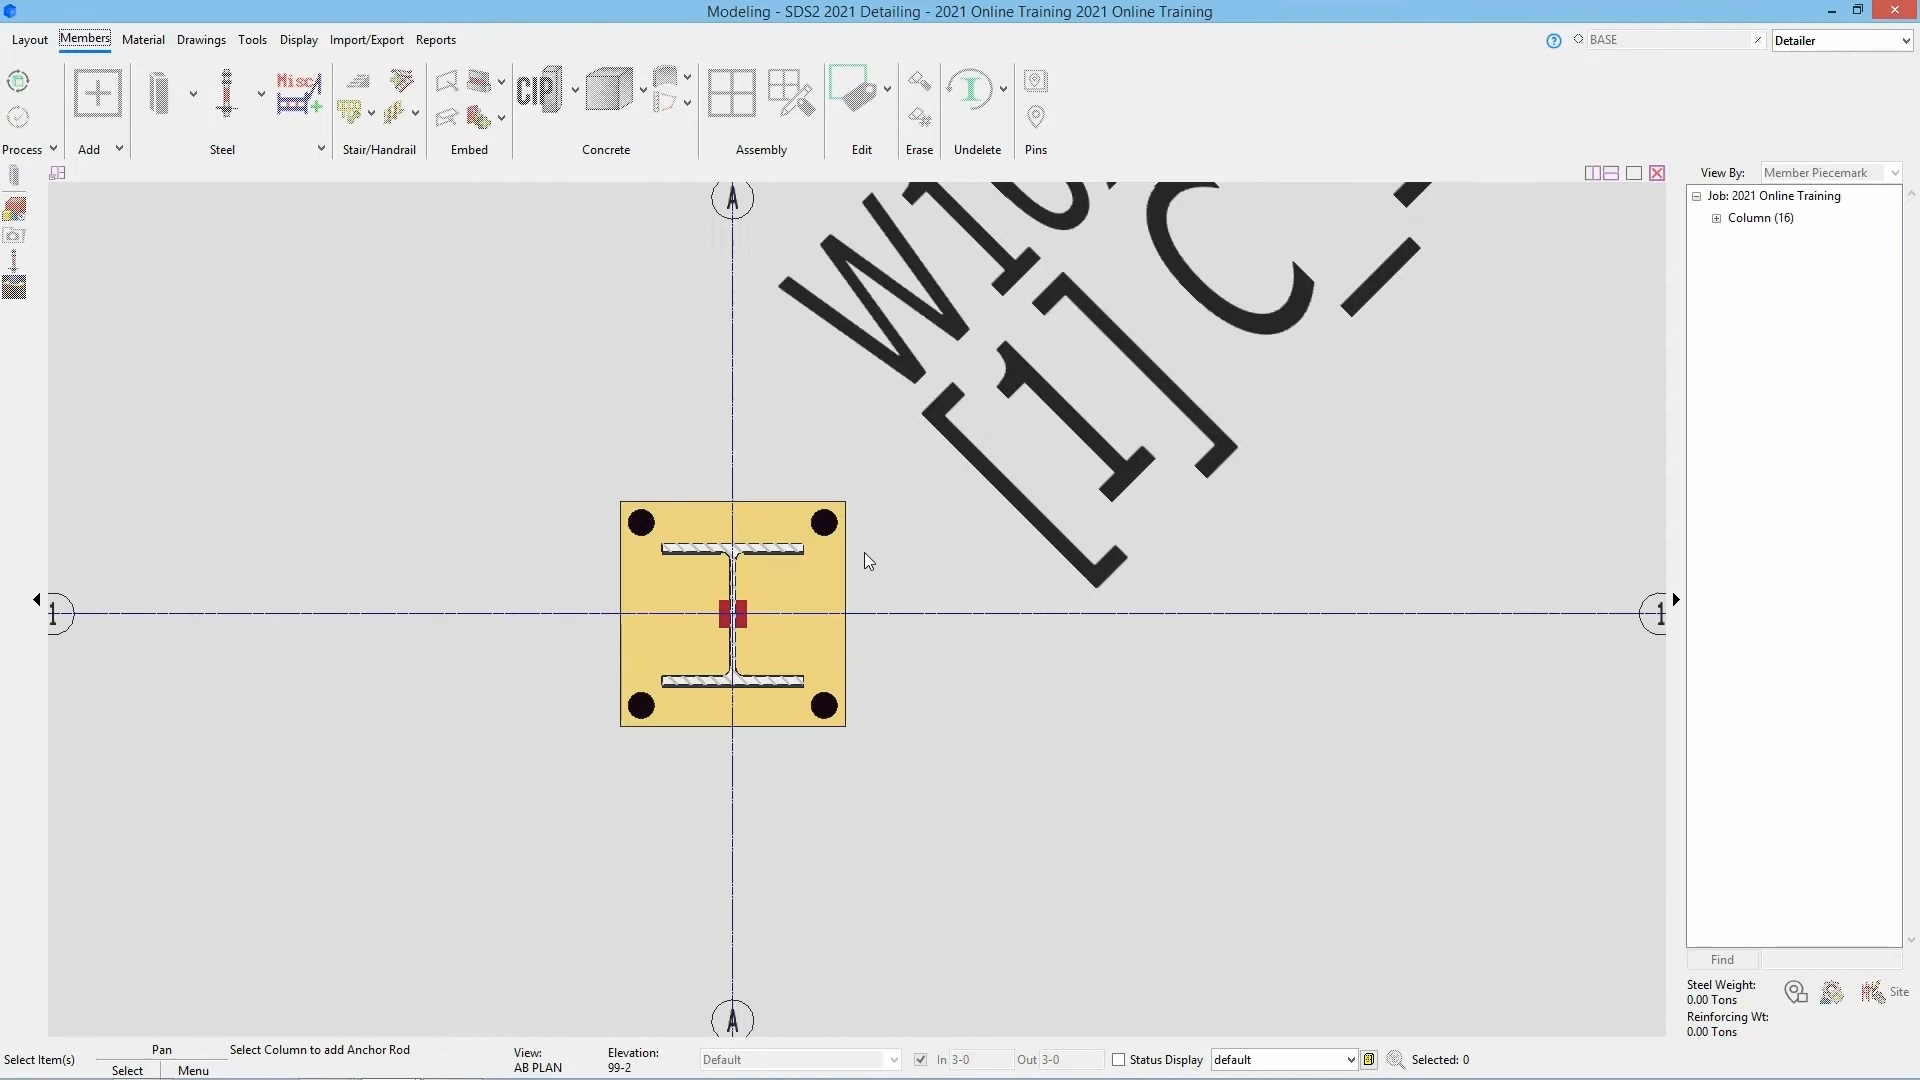 Modeling - SDS2 2021 Detailing - 2021 Online Training 2021 Online Training
Layout Members Material Drawings Tools Display Import/Export Reports
BASE
Detailer
Misc
CIP
Process Add Steel Stair/Handrail Embed Concrete Assembly Edit Erase Undelete Pins
View By: Member Piecemark
Job: 2021 Online Training
Column (16)
A
[1]
C
1
1
A
Find
Steel Weight:
0.00 Tons
Site
Reinforcing Wt:
0.00 Tons
Select Item(s)
Pan
Select
Menu
Select Column to add Anchor Rod
View:
AB PLAN
Elevation:
99-2
Default
In 3-0 Out 3-0
Status Display
default
Selected: 0